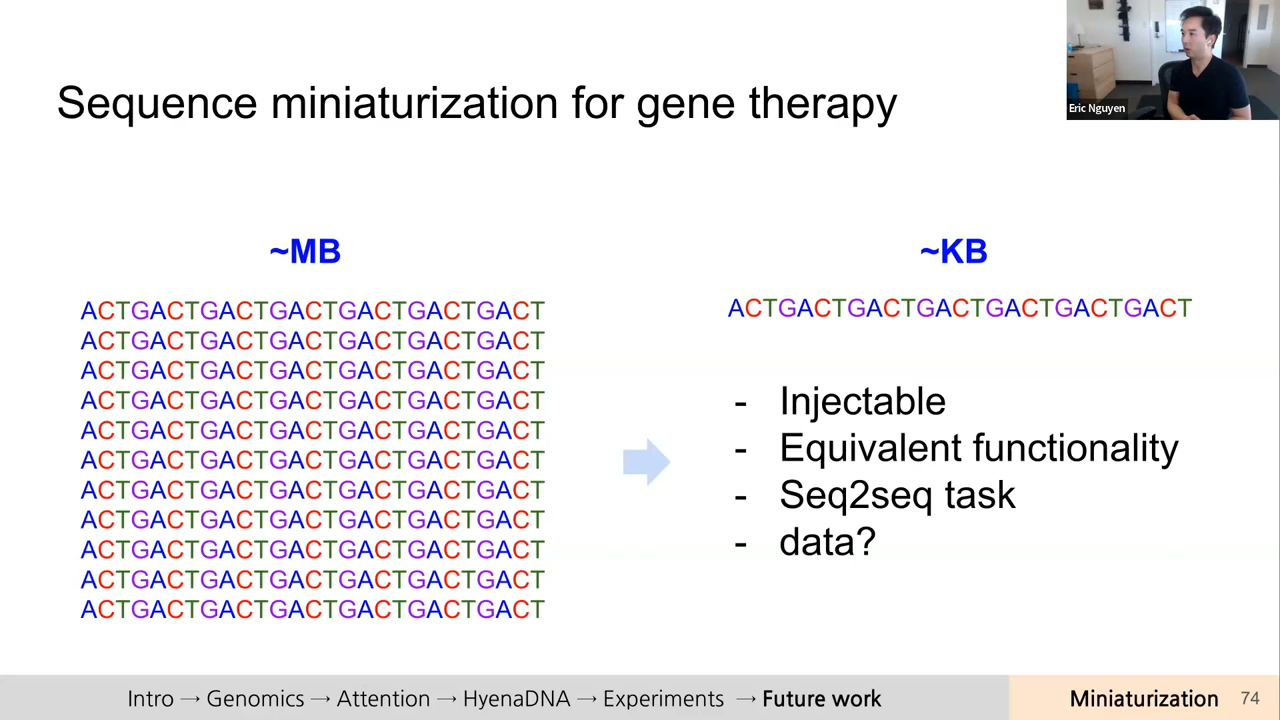 Eric Nguyen
Sequence miniaturization for gene therapy
~MB
ACTGACTGACTGACTGACTGACTGACT
ACTGACTGACTGACTGACTGACTGACT
ACTGACTGACTGACTGACTGACTGACT
ACTGACTGACTGACTGACTGACTGACT
ACTGACTGACTGACTGACTGACTGACT
ACTGACTGACTGACTGACTGACTGACT
ACTGACTGACTGACTGACTGACTGACT
ACTGACTGACTGACTGACTGACTGACT
ACTGACTGACTGACTGACTGACTGACT
ACTGACTGACTGACTGACTGACTGACT
ACTGACTGACTGACTGACTGACTGACT
~KB
ACTGACTGACTGACTGACTGACTGACT
- Injectable
- Equivalent functionality
- Seq2seq task
- data?
Intro → Genomics → Attention → HyenaDNA → Experiments → Future work
Miniaturization 74